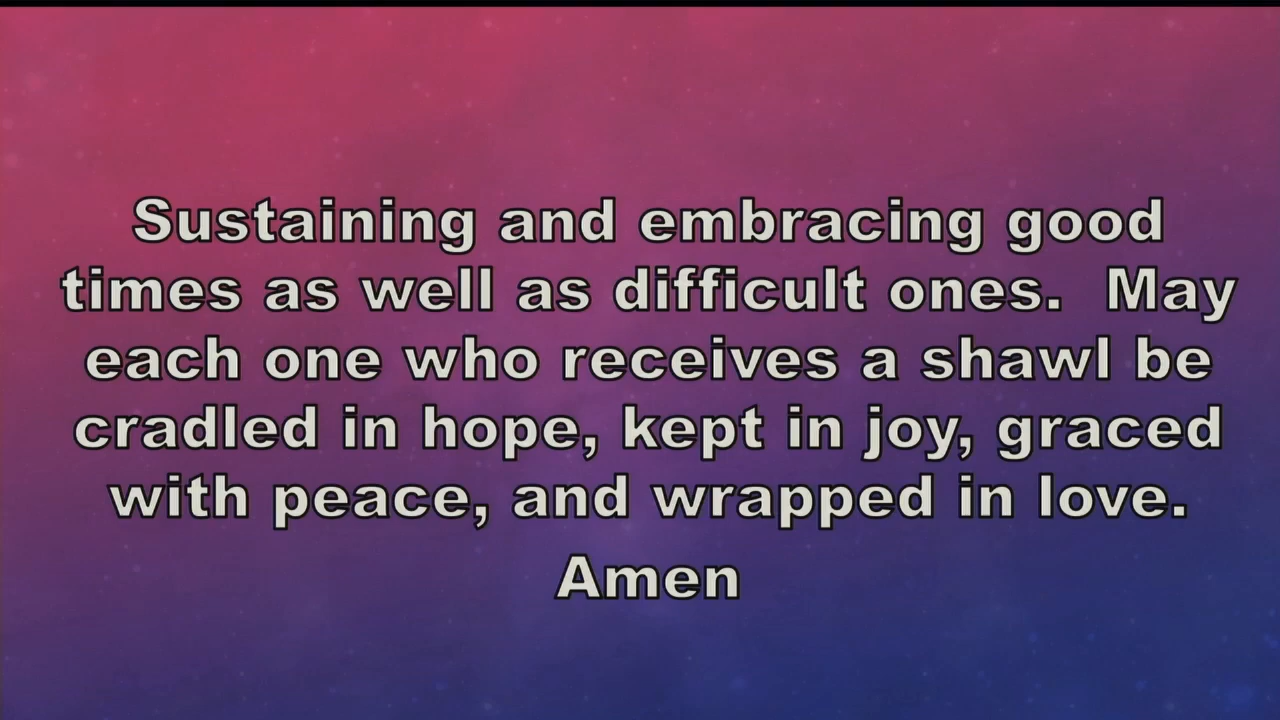 Sustaining and embracing good
times as well as difficult ones.  May
each one who receives a shawl be
cradled in hope, kept in joy, graced
with peace, and wrapped in love.
Amen